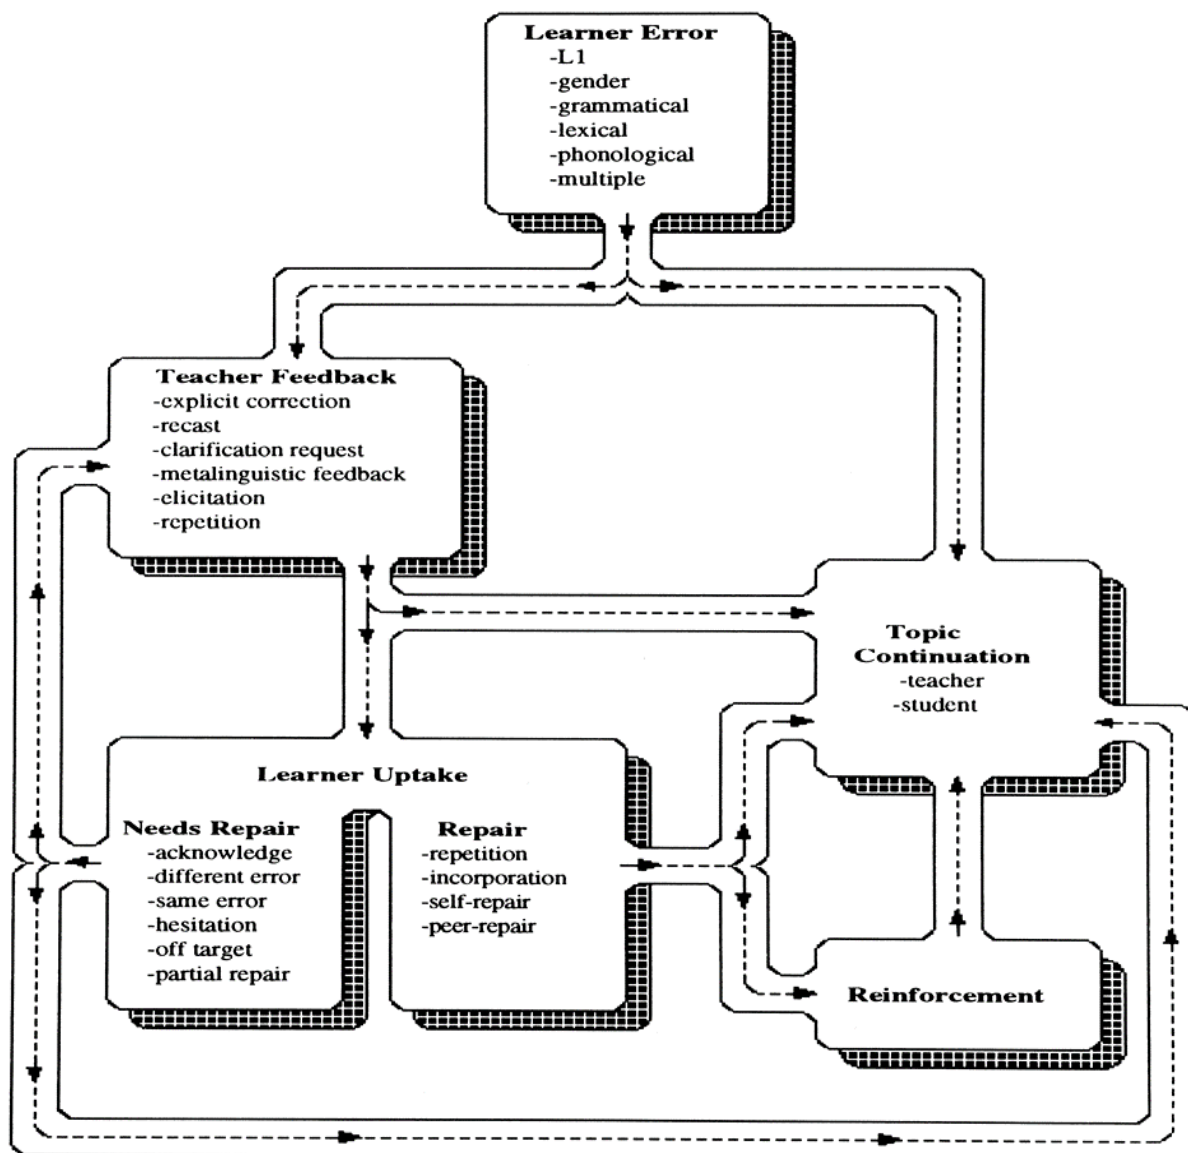 Learner Error
-L1
-gender
-grammatical
-lexical
-phonological
-multiple
Teacher Feedback
-explicit correction
-recast
-clarification request
-metalinguistic feedback
-elicitation
-repetition
Topic
Continuation
-teacher
-student
Learner Uptake
Needs Repair
-acknowledge
-different error
-same error
-hesitation
-off target
-partial repair
Repair
-repetition
-incorporation
-self-repair
-peer-repair
Reinforcement